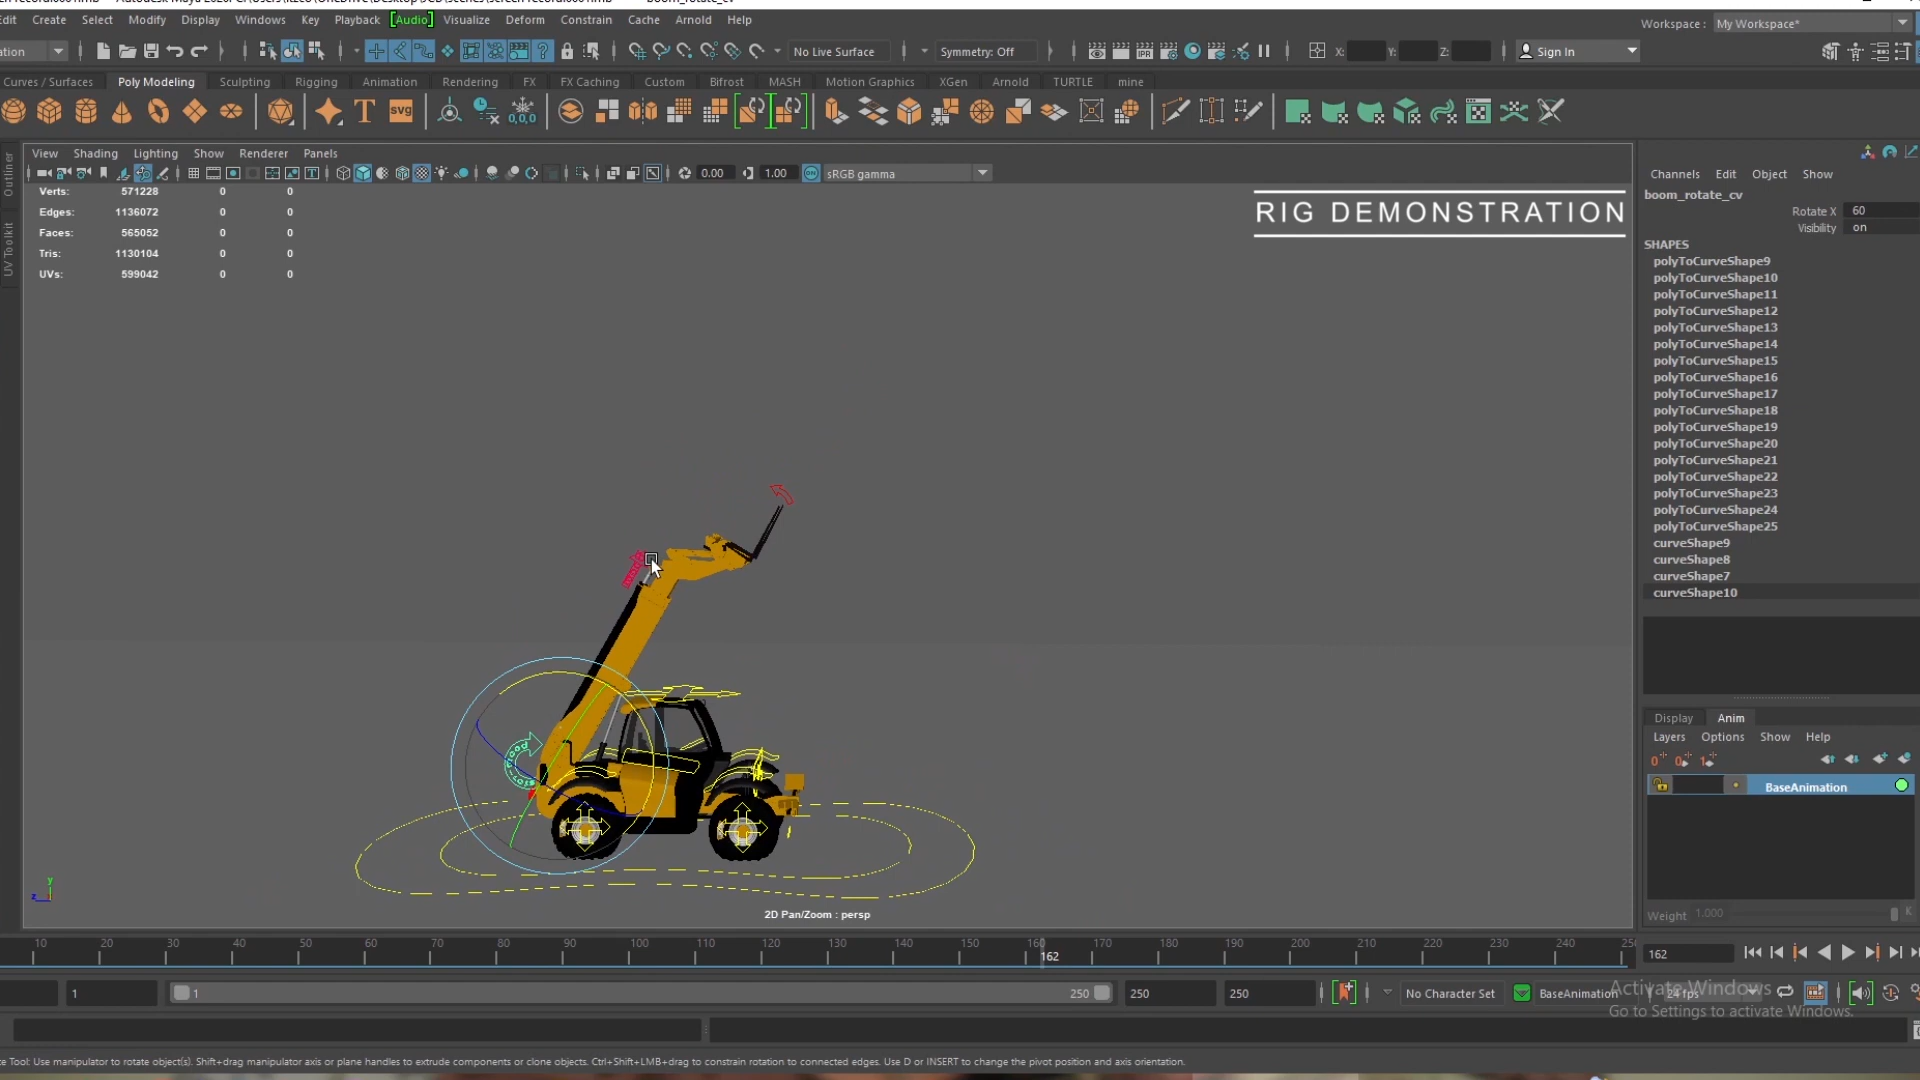 Edit Create Select Modify Display Windows Key Playback [Audio] Visualize Deform Constrain Cache Arnold Help
Workspace : My Workspace*
No Live Surface Symmetry: Off X: Y: Z: Sign In
Curves / Surfaces Poly Modeling Sculpting Rigging Animation Rendering FX FX Caching Custom Bifrost MASH Motion Graphics XGen Arnold TURTLE mine
T svg 0,0,0
View Shading Lighting Show Renderer Panels
0.00 1.00 sRGB gamma
Outliner
UV Toolkit
Verts: 571228 0 0
Edges: 1136072 0 0
Faces: 565052 0 0
Tris: 1130104 0 0
UVs: 599042 0 0
RIG DEMONSTRATION
Channels Edit Object Show
boom_rotate_cv
Rotate X 60
Visibility on
SHAPES
polyToCurveShape9
polyToCurveShape10
polyToCurveShape11
polyToCurveShape12
polyToCurveShape13
polyToCurveShape14
polyToCurveShape15
polyToCurveShape16
polyToCurveShape17
polyToCurveShape18
polyToCurveShape19
polyToCurveShape20
polyToCurveShape21
polyToCurveShape22
polyToCurveShape23
polyToCurveShape24
polyToCurveShape25
curveShape9
curveShape8
curveShape7
curveShape10
Display Anim
Layers Options Show Help
BaseAnimation
Weight 1.000 K
y
z
2D Pan/Zoom : persp
10 20 30 40 50 60 70 80 90 100 110 120 130 140 150 160 170 180 190 200 210 220 230 240
162
162
1 1 250 250 250 No Character Set BaseAnimation 24 fps
Activate Windows
Go to Settings to activate Windows.
Tool: Use manipulator to rotate object(s). Shift+drag manipulator axis or plane handles to extrude components or clone objects. Ctrl+Shift+LMB+drag to constrain rotation to connected edges. Use D or INSERT to change the pivot position and axis orientation.